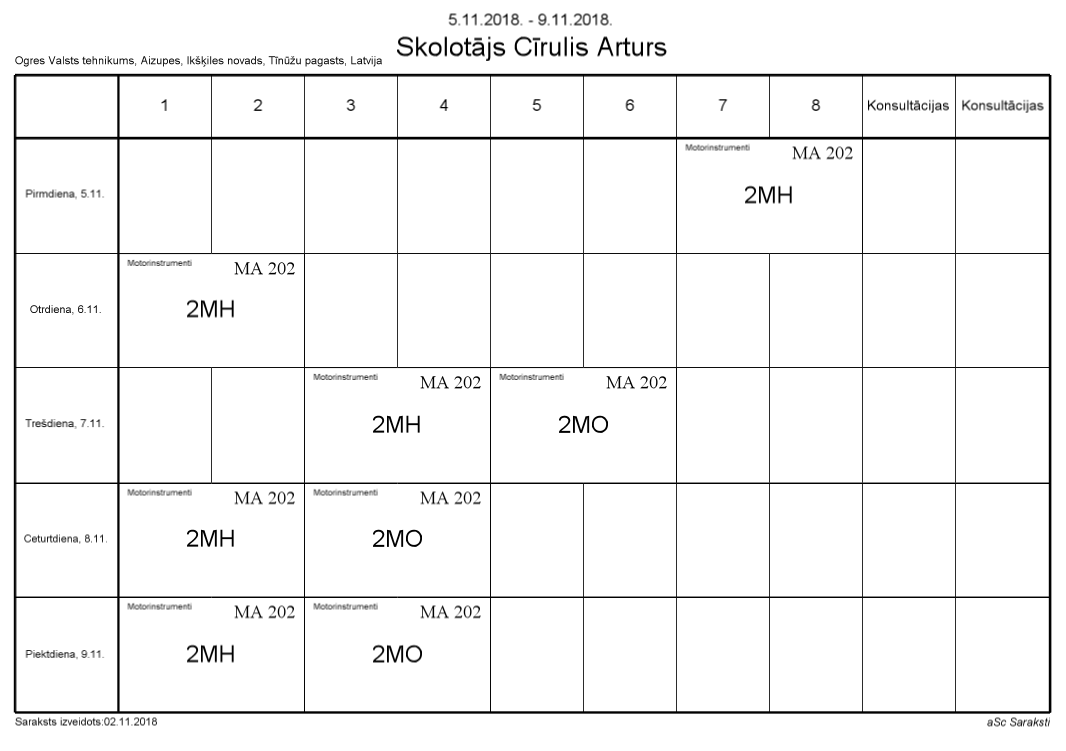 5.11.2018. - 9.11.2018.
Skolotājs Cīrulis Arturs
Ogres Valsts tehnikums, Aizupes, Ikšķiles novads, Tīnūžu pagasts, Latvija
1 2 3 4 5 6 7 8 Konsultācijas Konsultācijas
Motorinstrumenti MA 202
Pirmdiena, 5.11. 2MH
Motorinstrumenti MA 202
Otrdiena, 6.11. 2MH
Motorinstrumenti MA 202 Motorinstrumenti MA 202
Trešdiena, 7.11. 2MH 2MO
Motorinstrumenti MA 202 Motorinstrumenti MA 202
Ceturtdiena, 8.11. 2MH 2MO
Motorinstrumenti MA 202 Motorinstrumenti MA 202
Piektdiena, 9.11. 2MH 2MO
Saraksts izveidots:02.11.2018 aSc Saraksti